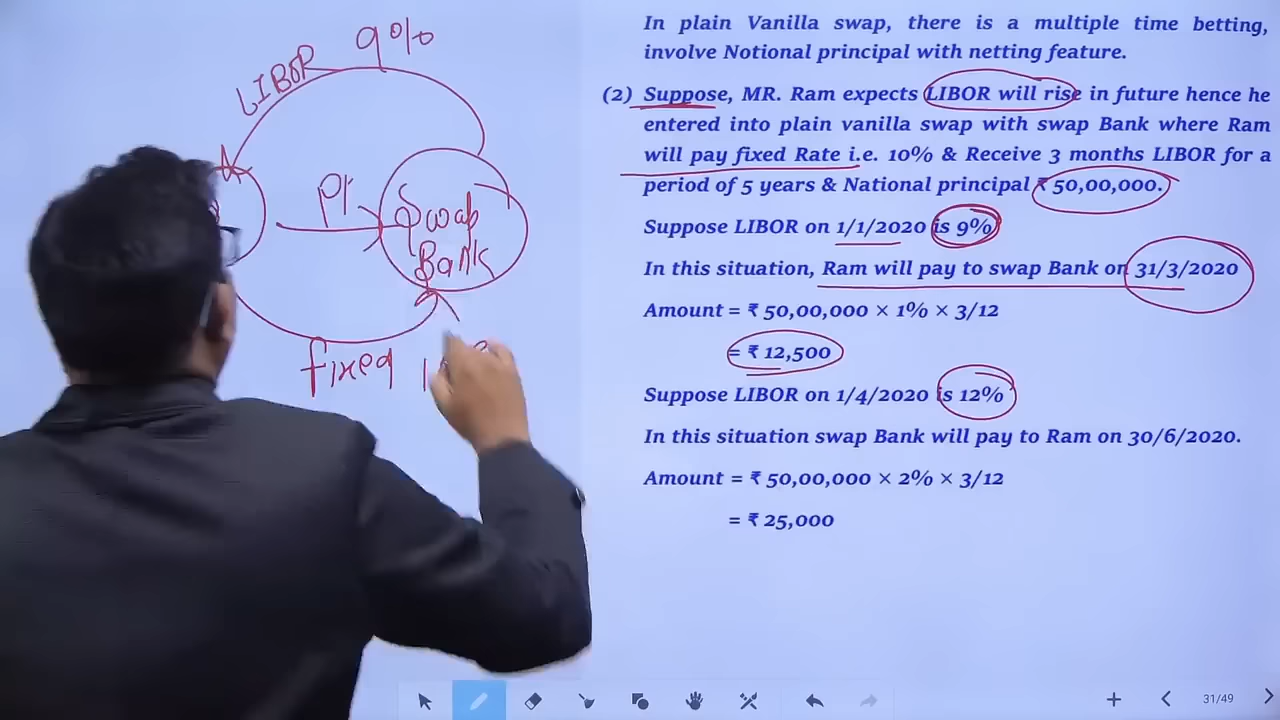 9%
LIBOR
Pf
Swap
Bank
fixed
In plain Vanilla swap, there is a multiple time betting,
involve Notional principal with netting feature.
(2) Suppose, MR. Ram expects LIBOR will rise in future hence he
entered into plain vanilla swap with swap Bank where Ram
will pay fixed Rate i.e. 10% & Receive 3 months LIBOR for a
period of 5 years & National principal ₹ 50,00,000.
Suppose LIBOR on 1/1/2020 is 9%
In this situation, Ram will pay to swap Bank on 31/3/2020
Amount = ₹ 50,00,000 × 1% × 3/12
= ₹ 12,500
Suppose LIBOR on 1/4/2020 is 12%
In this situation swap Bank will pay to Ram on 30/6/2020.
Amount = ₹ 50,00,000 × 2% × 3/12
= ₹ 25,000
31/49